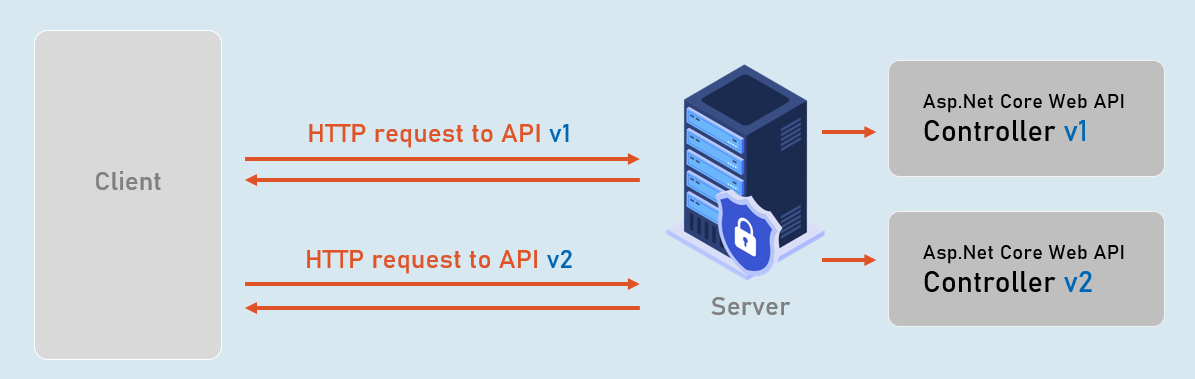 Client
HTTP request to API v1
HTTP request to API v2
Server
Asp.Net Core Web API
Controller v1
Asp.Net Core Web API
Controller v2